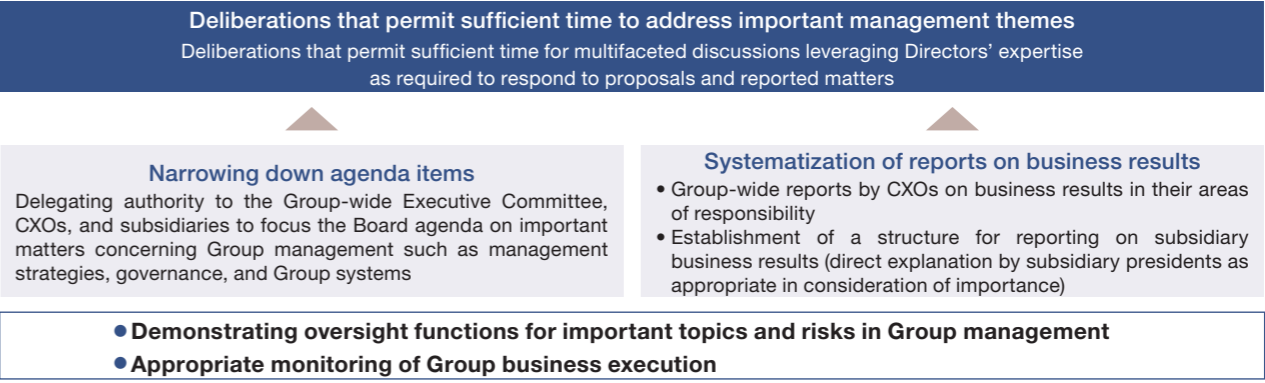 Deliberations that permit sufficient time to address important management themes
Deliberations that permit sufficient time for multifaceted discussions leveraging Directors’ expertise
as required to respond to proposals and reported matters
Narrowing down agenda items
Delegating authority to the Group-wide Executive Committee,
CXOs, and subsidiaries to focus the Board agenda on important
matters concerning Group management such as management
strategies, governance, and Group systems
Systematization of reports on business results
• Group-wide reports by CXOs on business results in their areas
of responsibility
• Establishment of a structure for reporting on subsidiary
business results (direct explanation by subsidiary presidents as
appropriate in consideration of importance)
● Demonstrating oversight functions for important topics and risks in Group management
● Appropriate monitoring of Group business execution